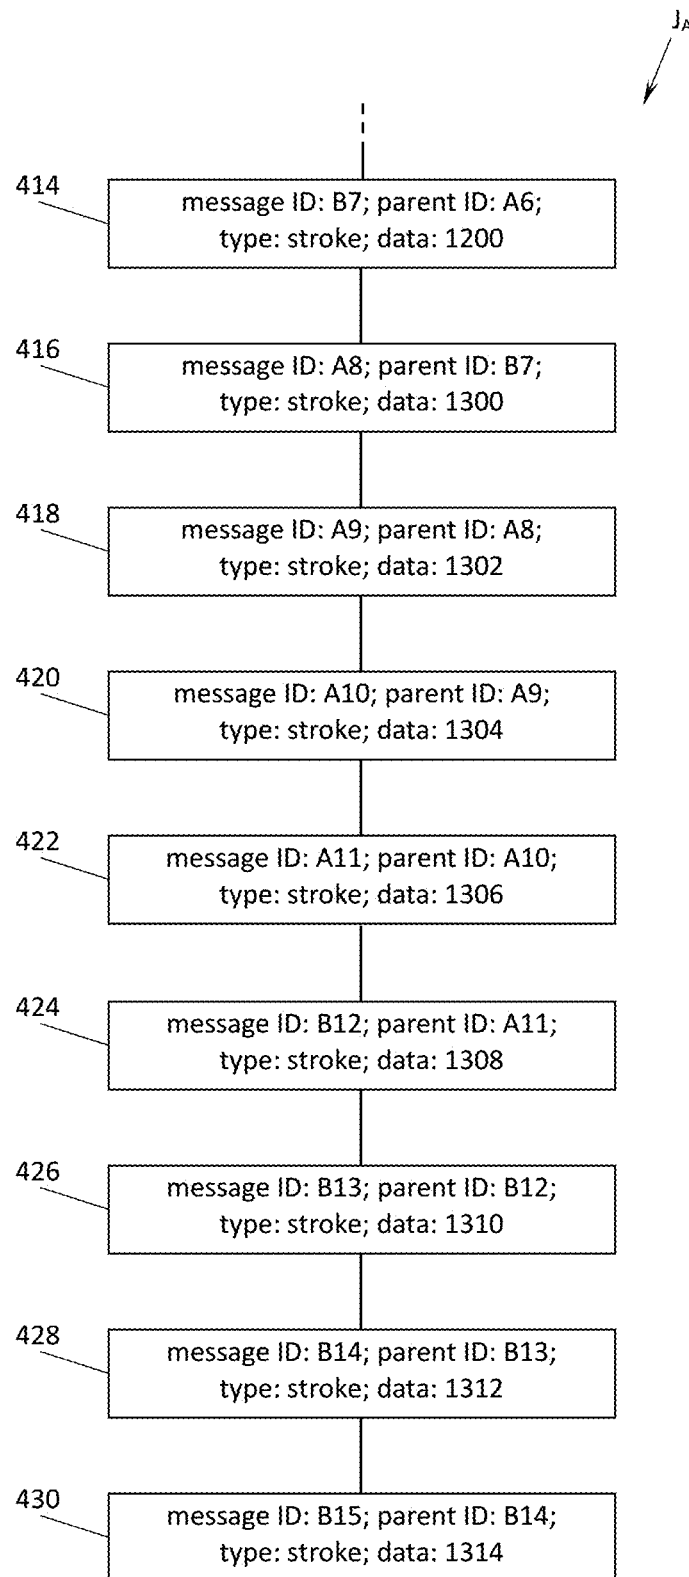 J_A
414
message ID: B7; parent ID: A6;
type: stroke; data: 1200
416
message ID: A8; parent ID: B7;
type: stroke; data: 1300
418
message ID: A9; parent ID: A8;
type: stroke; data: 1302
420
message ID: A10; parent ID: A9;
type: stroke; data: 1304
422
message ID: A11; parent ID: A10;
type: stroke; data: 1306
424
message ID: B12; parent ID: A11;
type: stroke; data: 1308
426
message ID: B13; parent ID: B12;
type: stroke; data: 1310
428
message ID: B14; parent ID: B13;
type: stroke; data: 1312
430
message ID: B15; parent ID: B14;
type: stroke; data: 1314